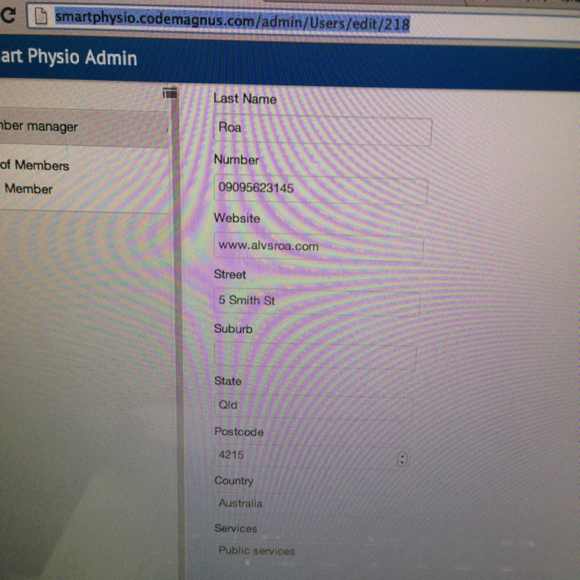 smartphysio.codemagnus.com/admin/Users/edit/218
art Physio Admin
nber manager
of Members
Member
Last Name
Roa
Number
09095623145
Website
www.alvsroa.com
Street
5 Smith St
Suburb
State
Qld
Postcode
4215
Country
Australia
Services
Public services